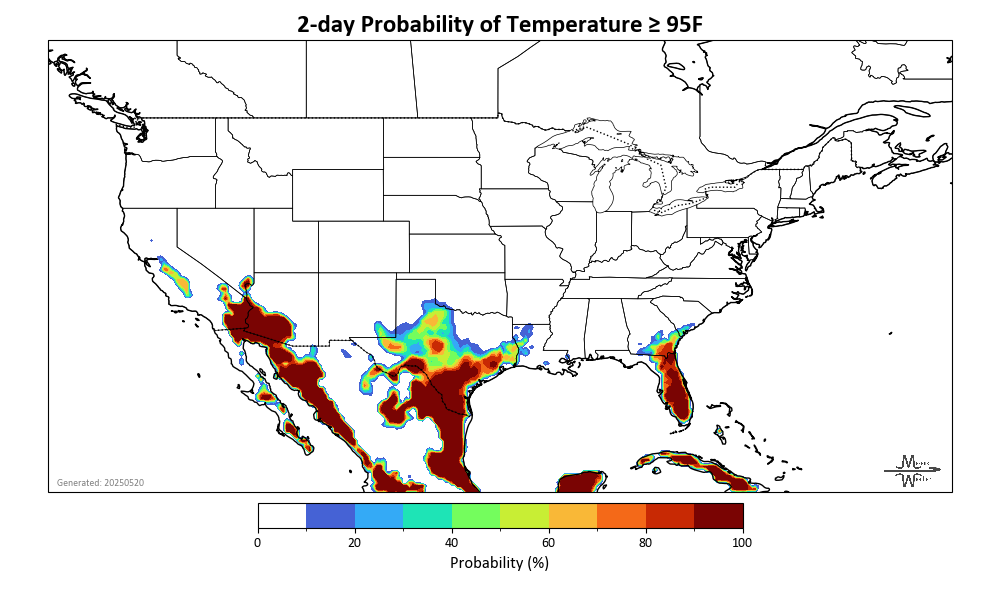 2-day Probability of Temperature ≥ 95F
Generated: 20250520
0 20 40 60 80 100
Probability (%)